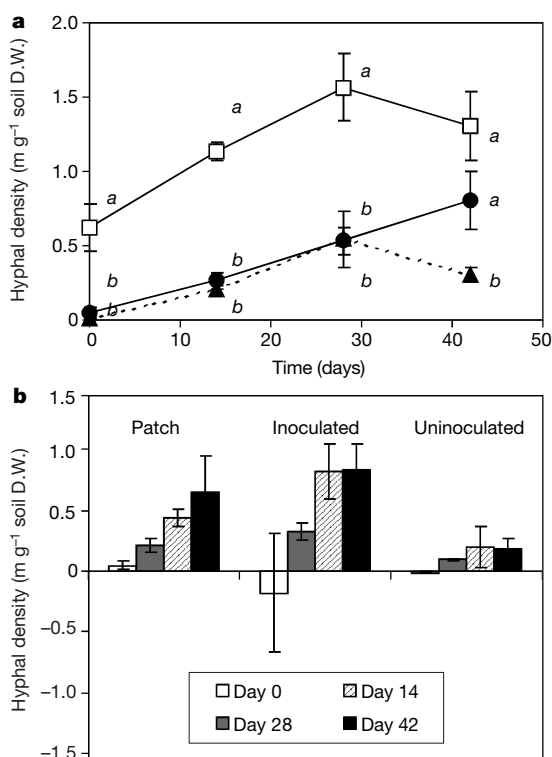 a
2.0
1.5
1.0
0.5
0
Hyphal density (m g⁻¹ soil D.W.)
a
a
a
a
a
b
b
b
b
b
b
b
0 10 20 30 40 50
Time (days)
b
1.5
1.0
0.5
0
−0.5
−1.0
−1.5
Hyphal density (m g⁻¹ soil D.W.)
Patch Inoculated Uninoculated
Day 0 Day 14
Day 28 Day 42